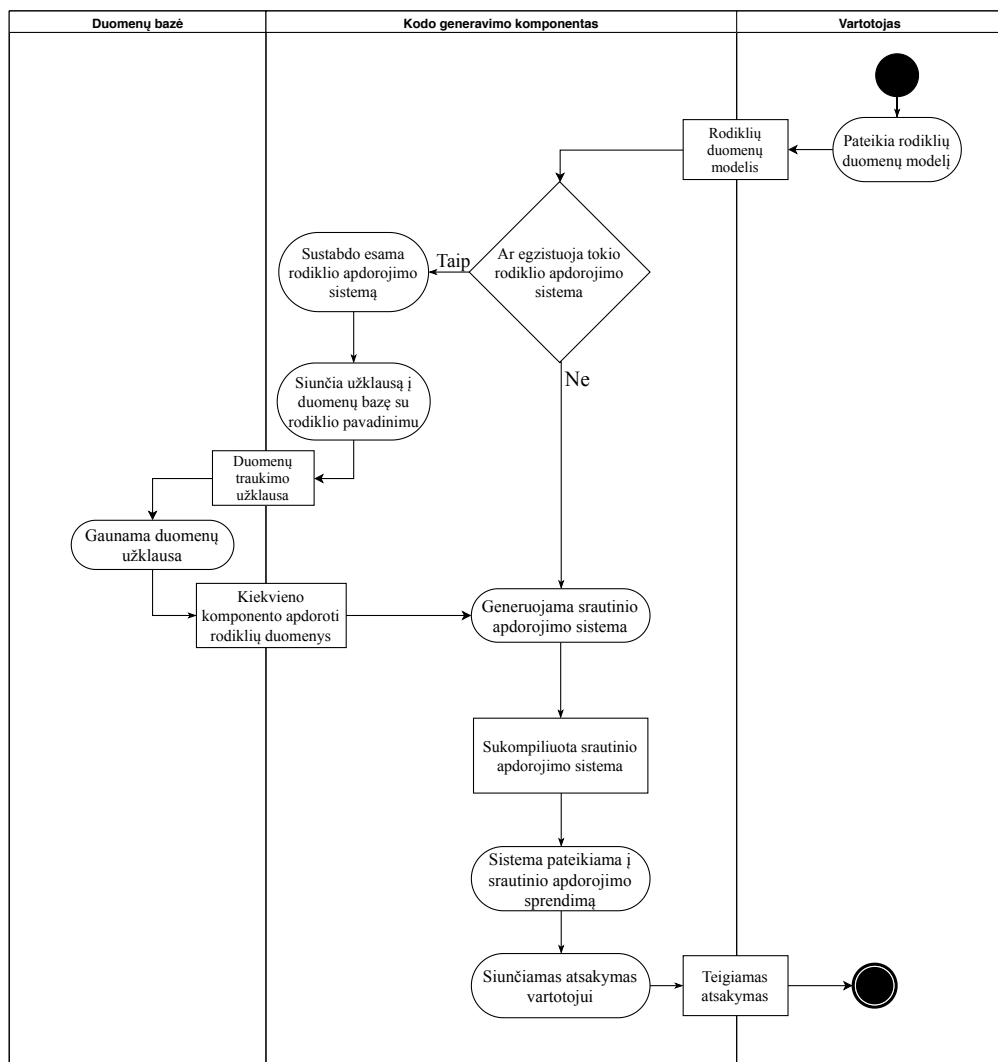 Duomenų bazė
Kodo generavimo komponentas
Vartotojas
Pateikia rodiklių
duomenų modelį
Rodiklių
duomenų
modelis
Ar egzistuoja tokio
rodiklio apdorojimo
sistema
Taip
Sustabdo esama
rodiklio apdorojimo
sistemą
Ne
Siunčia užklausą į
duomenų bazę su
rodiklio pavadinimu
Duomenų
traukimo
užklausa
Gaunama duomenų
užklausa
Kiekvieno
komponento apdoroti
rodiklių duomenys
Generuojama srautinio
apdorojimo sistema
Sukompiliuota srautinio
apdorojimo sistema
Sistema pateikiama į
srautinio apdorojimo
sprendimą
Siunčiamas atsakymas
vartotojui
Teigiamas
atsakymas